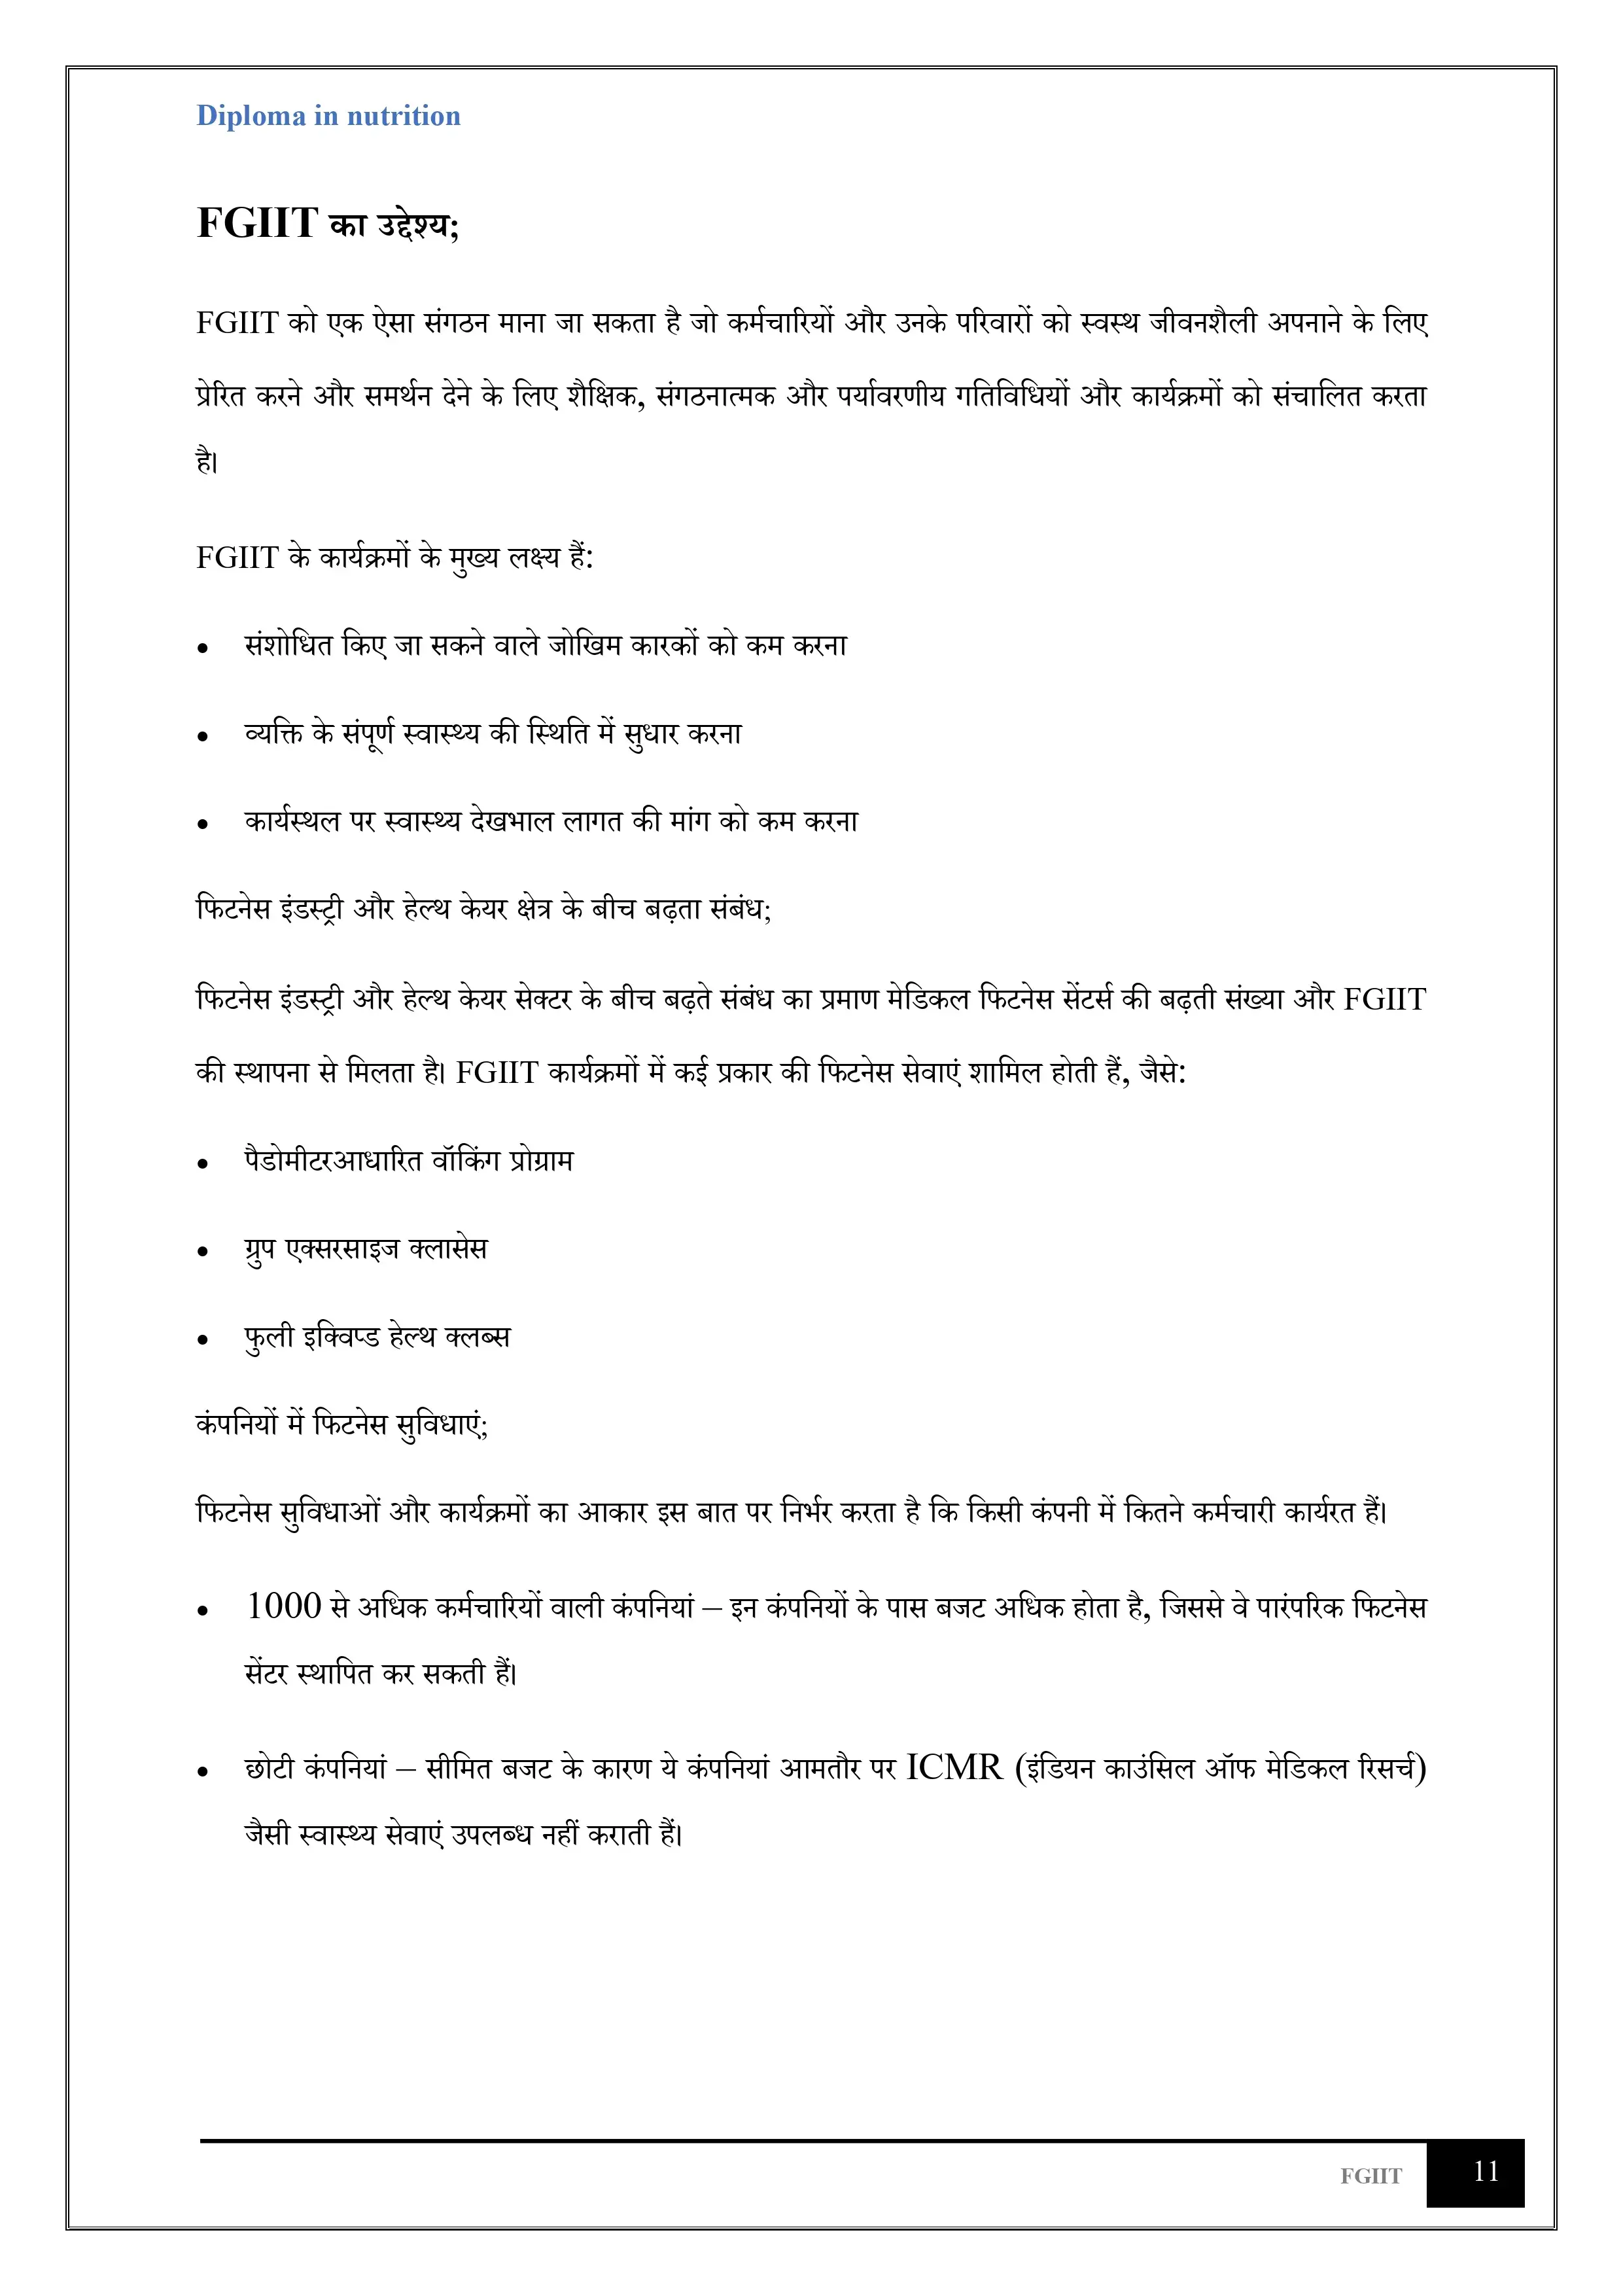 Diploma in nutrition
FGIIT का उद्देश्य;
FGIIT को एक ऐसा संगठन माना जा सकता है जो कर्मचारियों और उनके परिवारों को स्वस्थ जीवनशैली अपनाने के लिए
प्रेरित करने और समर्थन देने के लिए शैक्षिक, संगठनात्मक और पर्यावरणीय गतिविधियों और कार्यक्रमों को संचालित करता
है।
FGIIT के कार्यक्रमों के मुख्य लक्ष्य हैं:
• संशोधित किए जा सकने वाले जोखिम कारकों को कम करना
• व्यक्ति के संपूर्ण स्वास्थ्य की स्थिति में सुधार करना
• कार्यस्थल पर स्वास्थ्य देखभाल लागत की मांग को कम करना
फिटनेस इंडस्ट्री और हेल्थ केयर क्षेत्र के बीच बढ़ता संबंध;
फिटनेस इंडस्ट्री और हेल्थ केयर सेक्टर के बीच बढ़ते संबंध का प्रमाण मेडिकल फिटनेस सेंटर्स की बढ़ती संख्या और FGIIT
की स्थापना से मिलता है। FGIIT कार्यक्रमों में कई प्रकार की फिटनेस सेवाएं शामिल होती हैं, जैसे:
• पैडोमीटरआधारित वॉकिंग प्रोग्राम
• ग्रुप एक्सरसाइज क्लासेस
• फुली इक्विप्ड हेल्थ क्लब्स
कंपनियों में फिटनेस सुविधाएं;
फिटनेस सुविधाओं और कार्यक्रमों का आकार इस बात पर निर्भर करता है कि किसी कंपनी में कितने कर्मचारी कार्यरत हैं।
• 1000 से अधिक कर्मचारियों वाली कंपनियां – इन कंपनियों के पास बजट अधिक होता है, जिससे वे पारंपरिक फिटनेस
सेंटर स्थापित कर सकती हैं।
• छोटी कंपनियां – सीमित बजट के कारण ये कंपनियां आमतौर पर ICMR (इंडियन काउंसिल ऑफ मेडिकल रिसर्च)
जैसी स्वास्थ्य सेवाएं उपलब्ध नहीं कराती हैं।
FGIIT 11